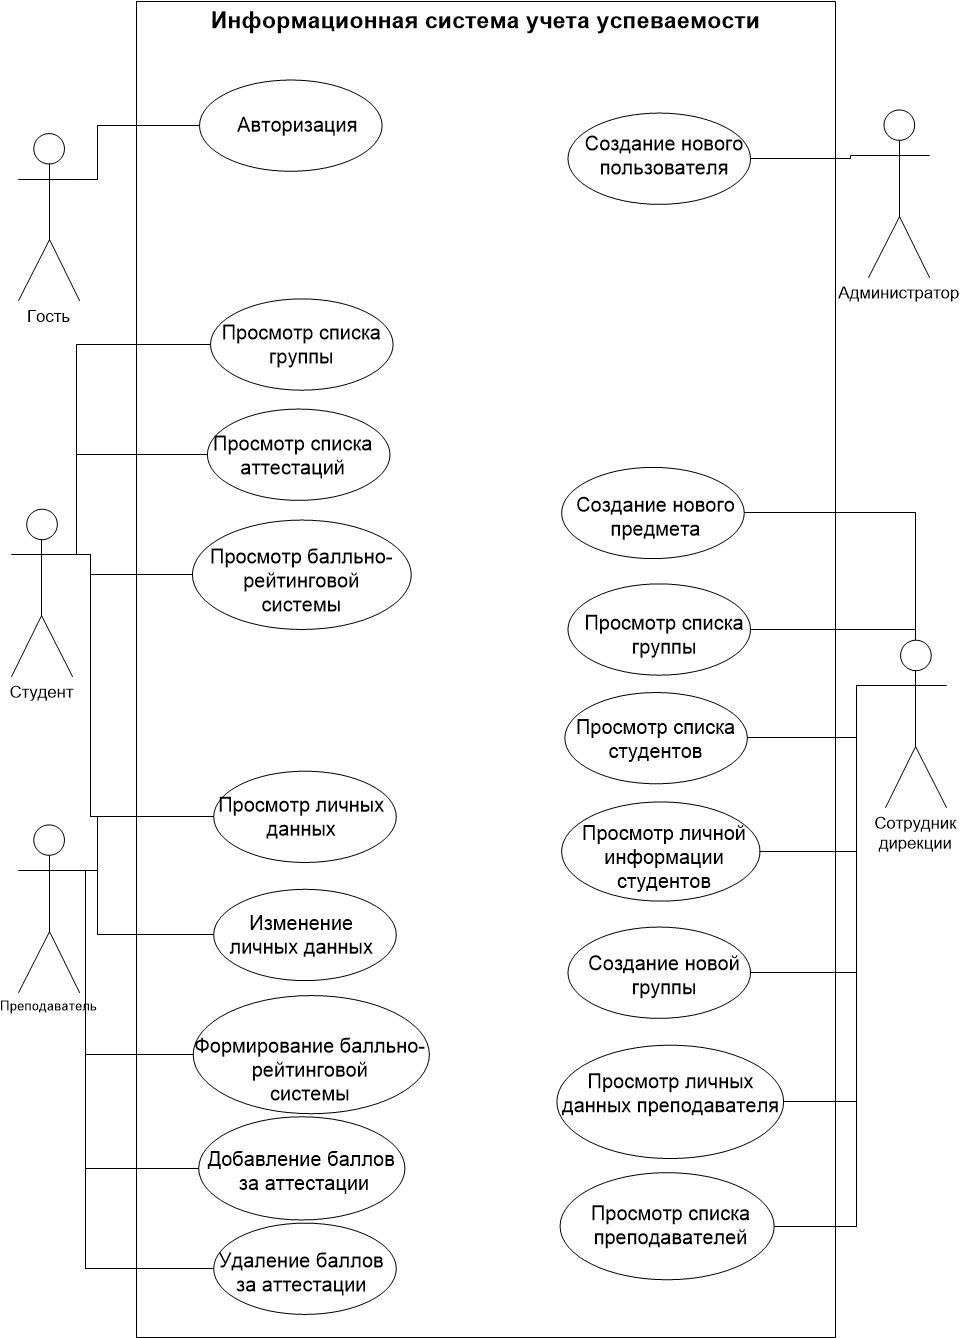 Информационная система учета успеваемости
Авторизация
Создание нового
пользователя
Гость
Администратор
Просмотр списка
группы
Просмотр списка
аттестаций
Просмотр балльно-
рейтинговой
системы
Студент
Просмотр личных
данных
Изменение
личных данных
Преподаватель
Формирование балльно-
рейтинговой
системы
Добавление баллов
за аттестации
Удаление баллов
за аттестации
Создание нового
предмета
Просмотр списка
группы
Просмотр списка
студентов
Просмотр личной
информации
студентов
Сотрудник
дирекции
Создание новой
группы
Просмотр личных
данных преподавателя
Просмотр списка
преподавателей